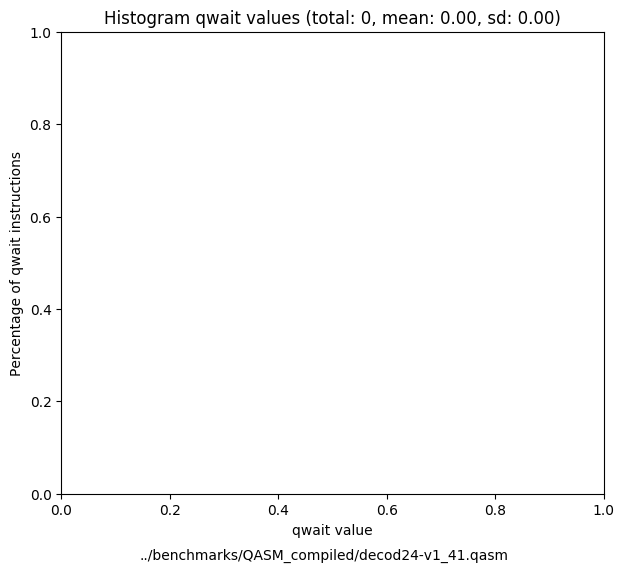 Histogram qwait values (total: 0, mean: 0.00, sd: 0.00)
Percentage of qwait instructions
1.0
0.8
0.6
0.4
0.2
0.0
0.0 0.2 0.4 0.6 0.8 1.0
qwait value
../benchmarks/QASM_compiled/decod24-v1_41.qasm